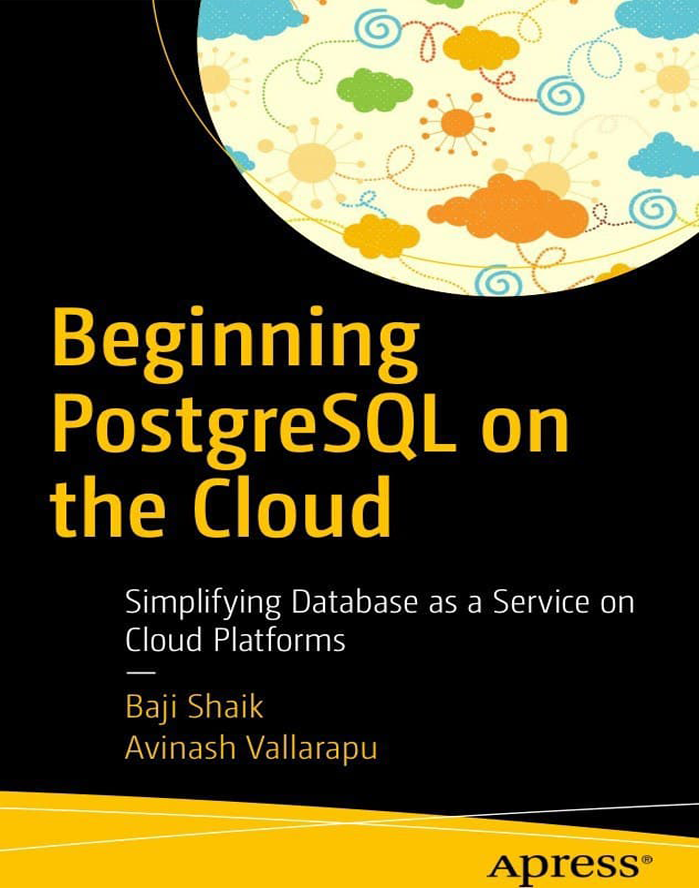 Beginning
PostgreSQL on
the Cloud
Simplifying Database as a Service on
Cloud Platforms
—
Baji Shaik
Avinash Vallarapu
Apress®